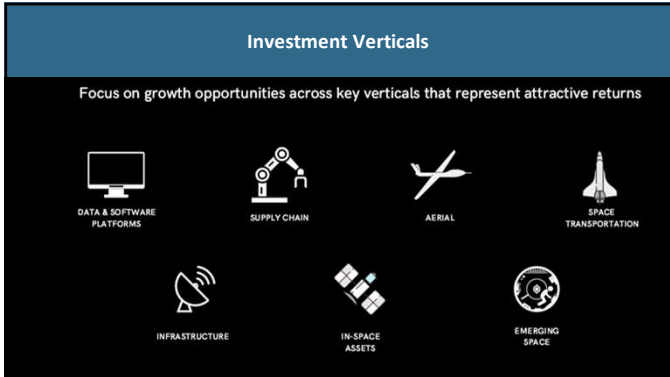 Investment Verticals
Focus on growth opportunities across key verticals that represent attractive returns
DATA & SOFTWARE
PLATFORMS
SUPPLY CHAIN
AERIAL
SPACE
TRANSPORTATION
INFRASTRUCTURE
IN-SPACE
ASSETS
EMERGING
SPACE